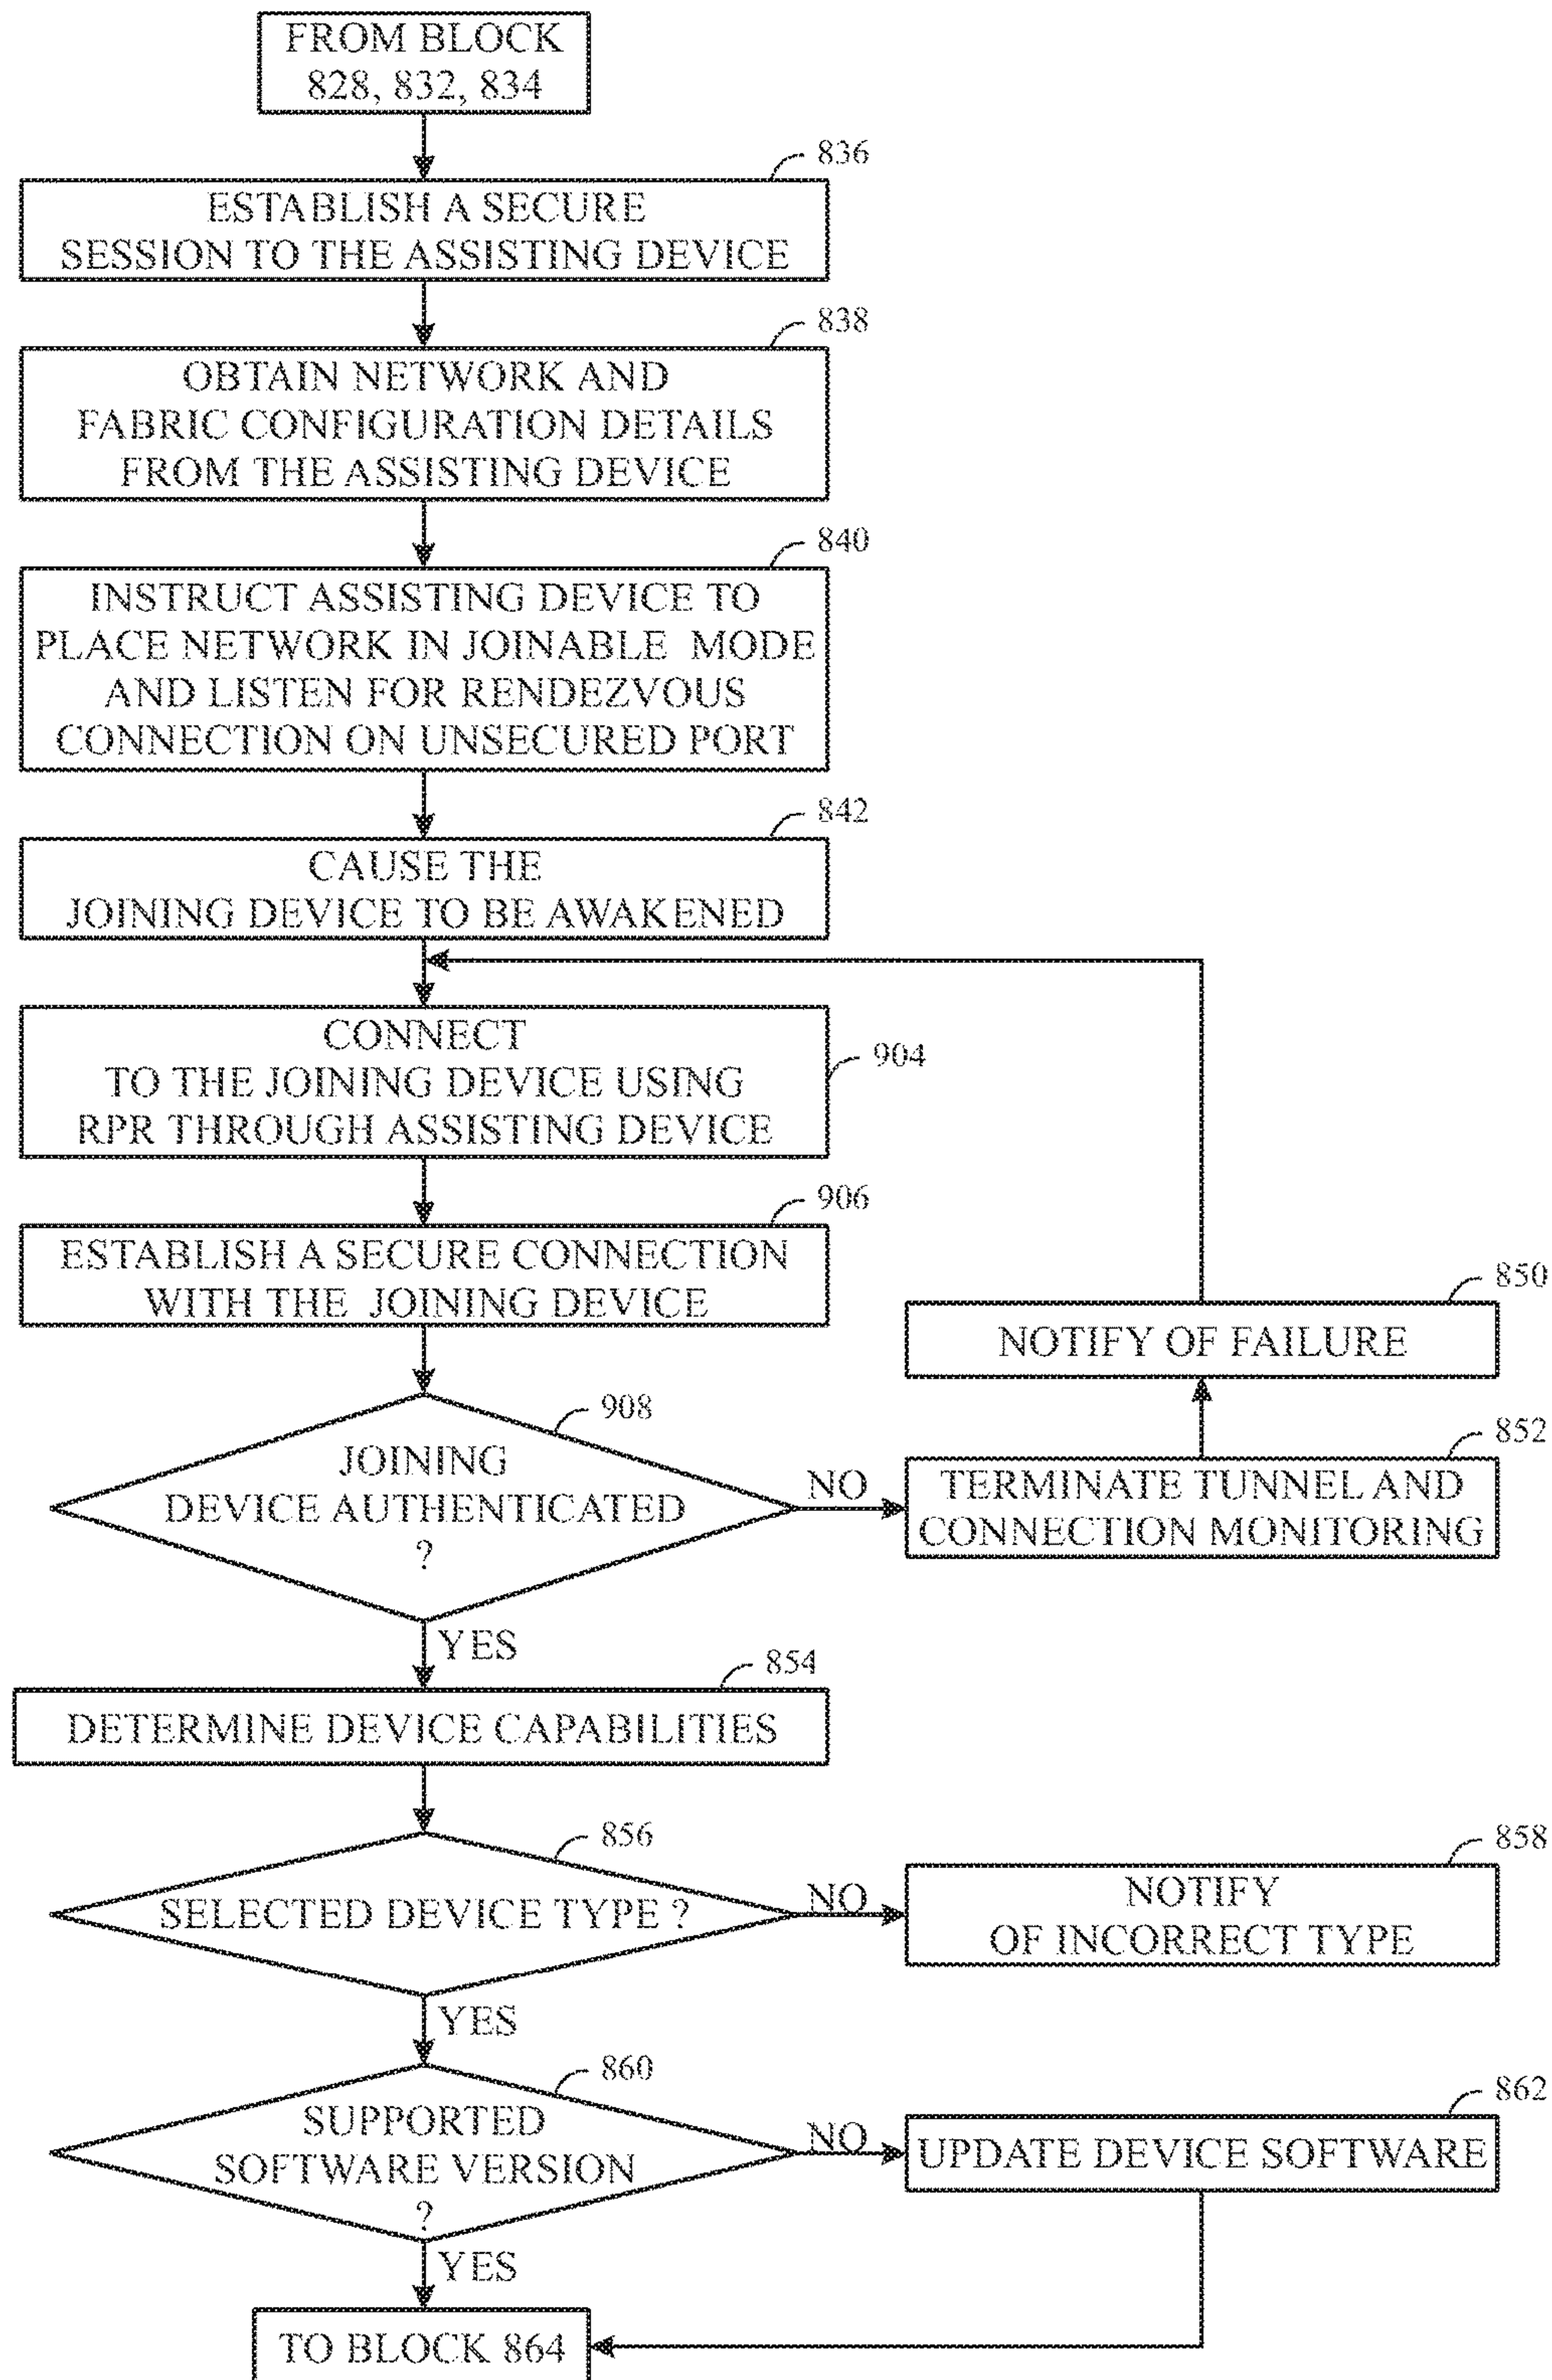 FROM BLOCK
828, 832, 834
836
ESTABLISH A SECURE
SESSION TO THE ASSISTING DEVICE
838
OBTAIN NETWORK AND
FABRIC CONFIGURATION DETAILS
FROM THE ASSISTING DEVICE
840
INSTRUCT ASSISTING DEVICE TO
PLACE NETWORK IN JOINABLE MODE
AND LISTEN FOR RENDEZVOUS
CONNECTION ON UNSECURED PORT
842
CAUSE THE
JOINING DEVICE TO BE AWAKENED
904
CONNECT
TO THE JOINING DEVICE USING
RPR THROUGH ASSISTING DEVICE
906
ESTABLISH A SECURE CONNECTION
WITH THE JOINING DEVICE
850
NOTIFY OF FAILURE
908
JOINING
DEVICE AUTHENTICATED
?
NO
852
TERMINATE TUNNEL AND
CONNECTION MONITORING
YES
854
DETERMINE DEVICE CAPABILITIES
856
SELECTED DEVICE TYPE ?
NO
858
NOTIFY
OF INCORRECT TYPE
YES
860
SUPPORTED
SOFTWARE VERSION
?
NO
862
UPDATE DEVICE SOFTWARE
YES
TO BLOCK 864